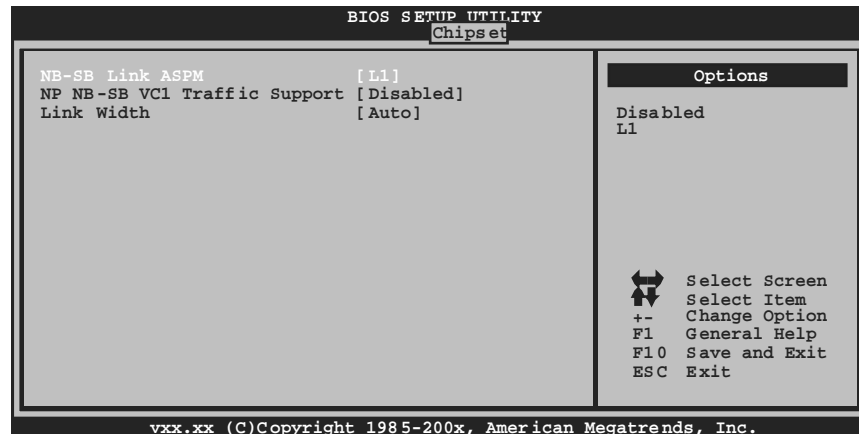 BIOS SETUP UTILITY
Chipset
NB-SB Link ASPM [L1]
NP NB-SB VC1 Traffic Support [Disabled]
Link Width [Auto]
Options
Disabled
L1
Select Screen
Select Item
+- Change Option
F1 General Help
F10 Save and Exit
ESC Exit
vxx.xx (C)Copyright 1985-200x, American Megatrends, Inc.